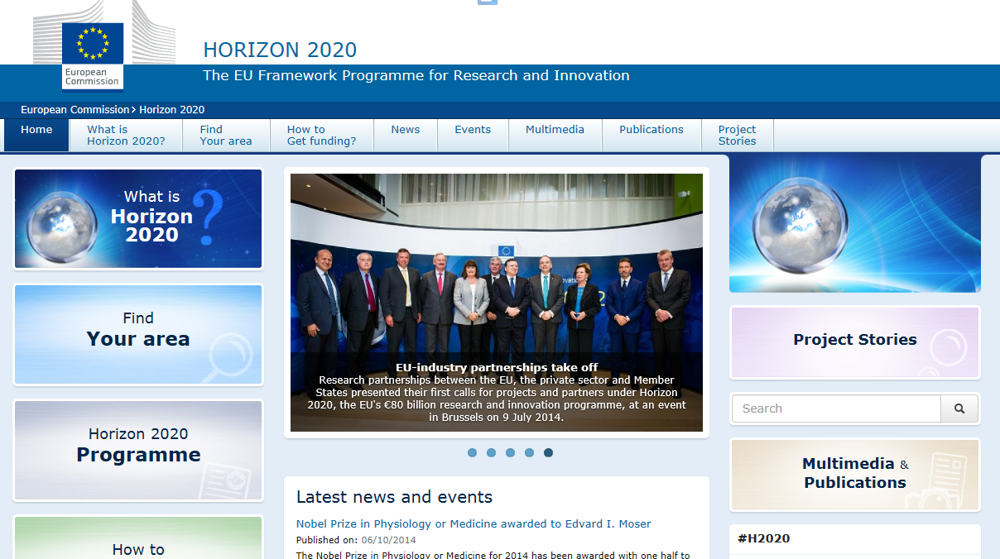 European
Commission
HORIZON 2020
The EU Framework Programme for Research and Innovation
European Commission > Horizon 2020
Home
What is
Horizon 2020?
Find
Your area
How to
Get funding?
News
Events
Multimedia
Publications
Project
Stories
What is
Horizon
2020
?
Find
Your area
Horizon 2020
Programme
How to
EU-industry partnerships take off
Research partnerships between the EU, the private sector and Member
States presented their first calls for projects and partners under Horizon
2020, the EU's €80 billion research and innovation programme, at an event
in Brussels on 9 July 2014.
Latest news and events
Nobel Prize in Physiology or Medicine awarded to Edvard I. Moser
Published on: 06/10/2014
The Nobel Prize in Physiology or Medicine for 2014 has been awarded with one half to
Project Stories
Search
Multimedia &
Publications
#H2020